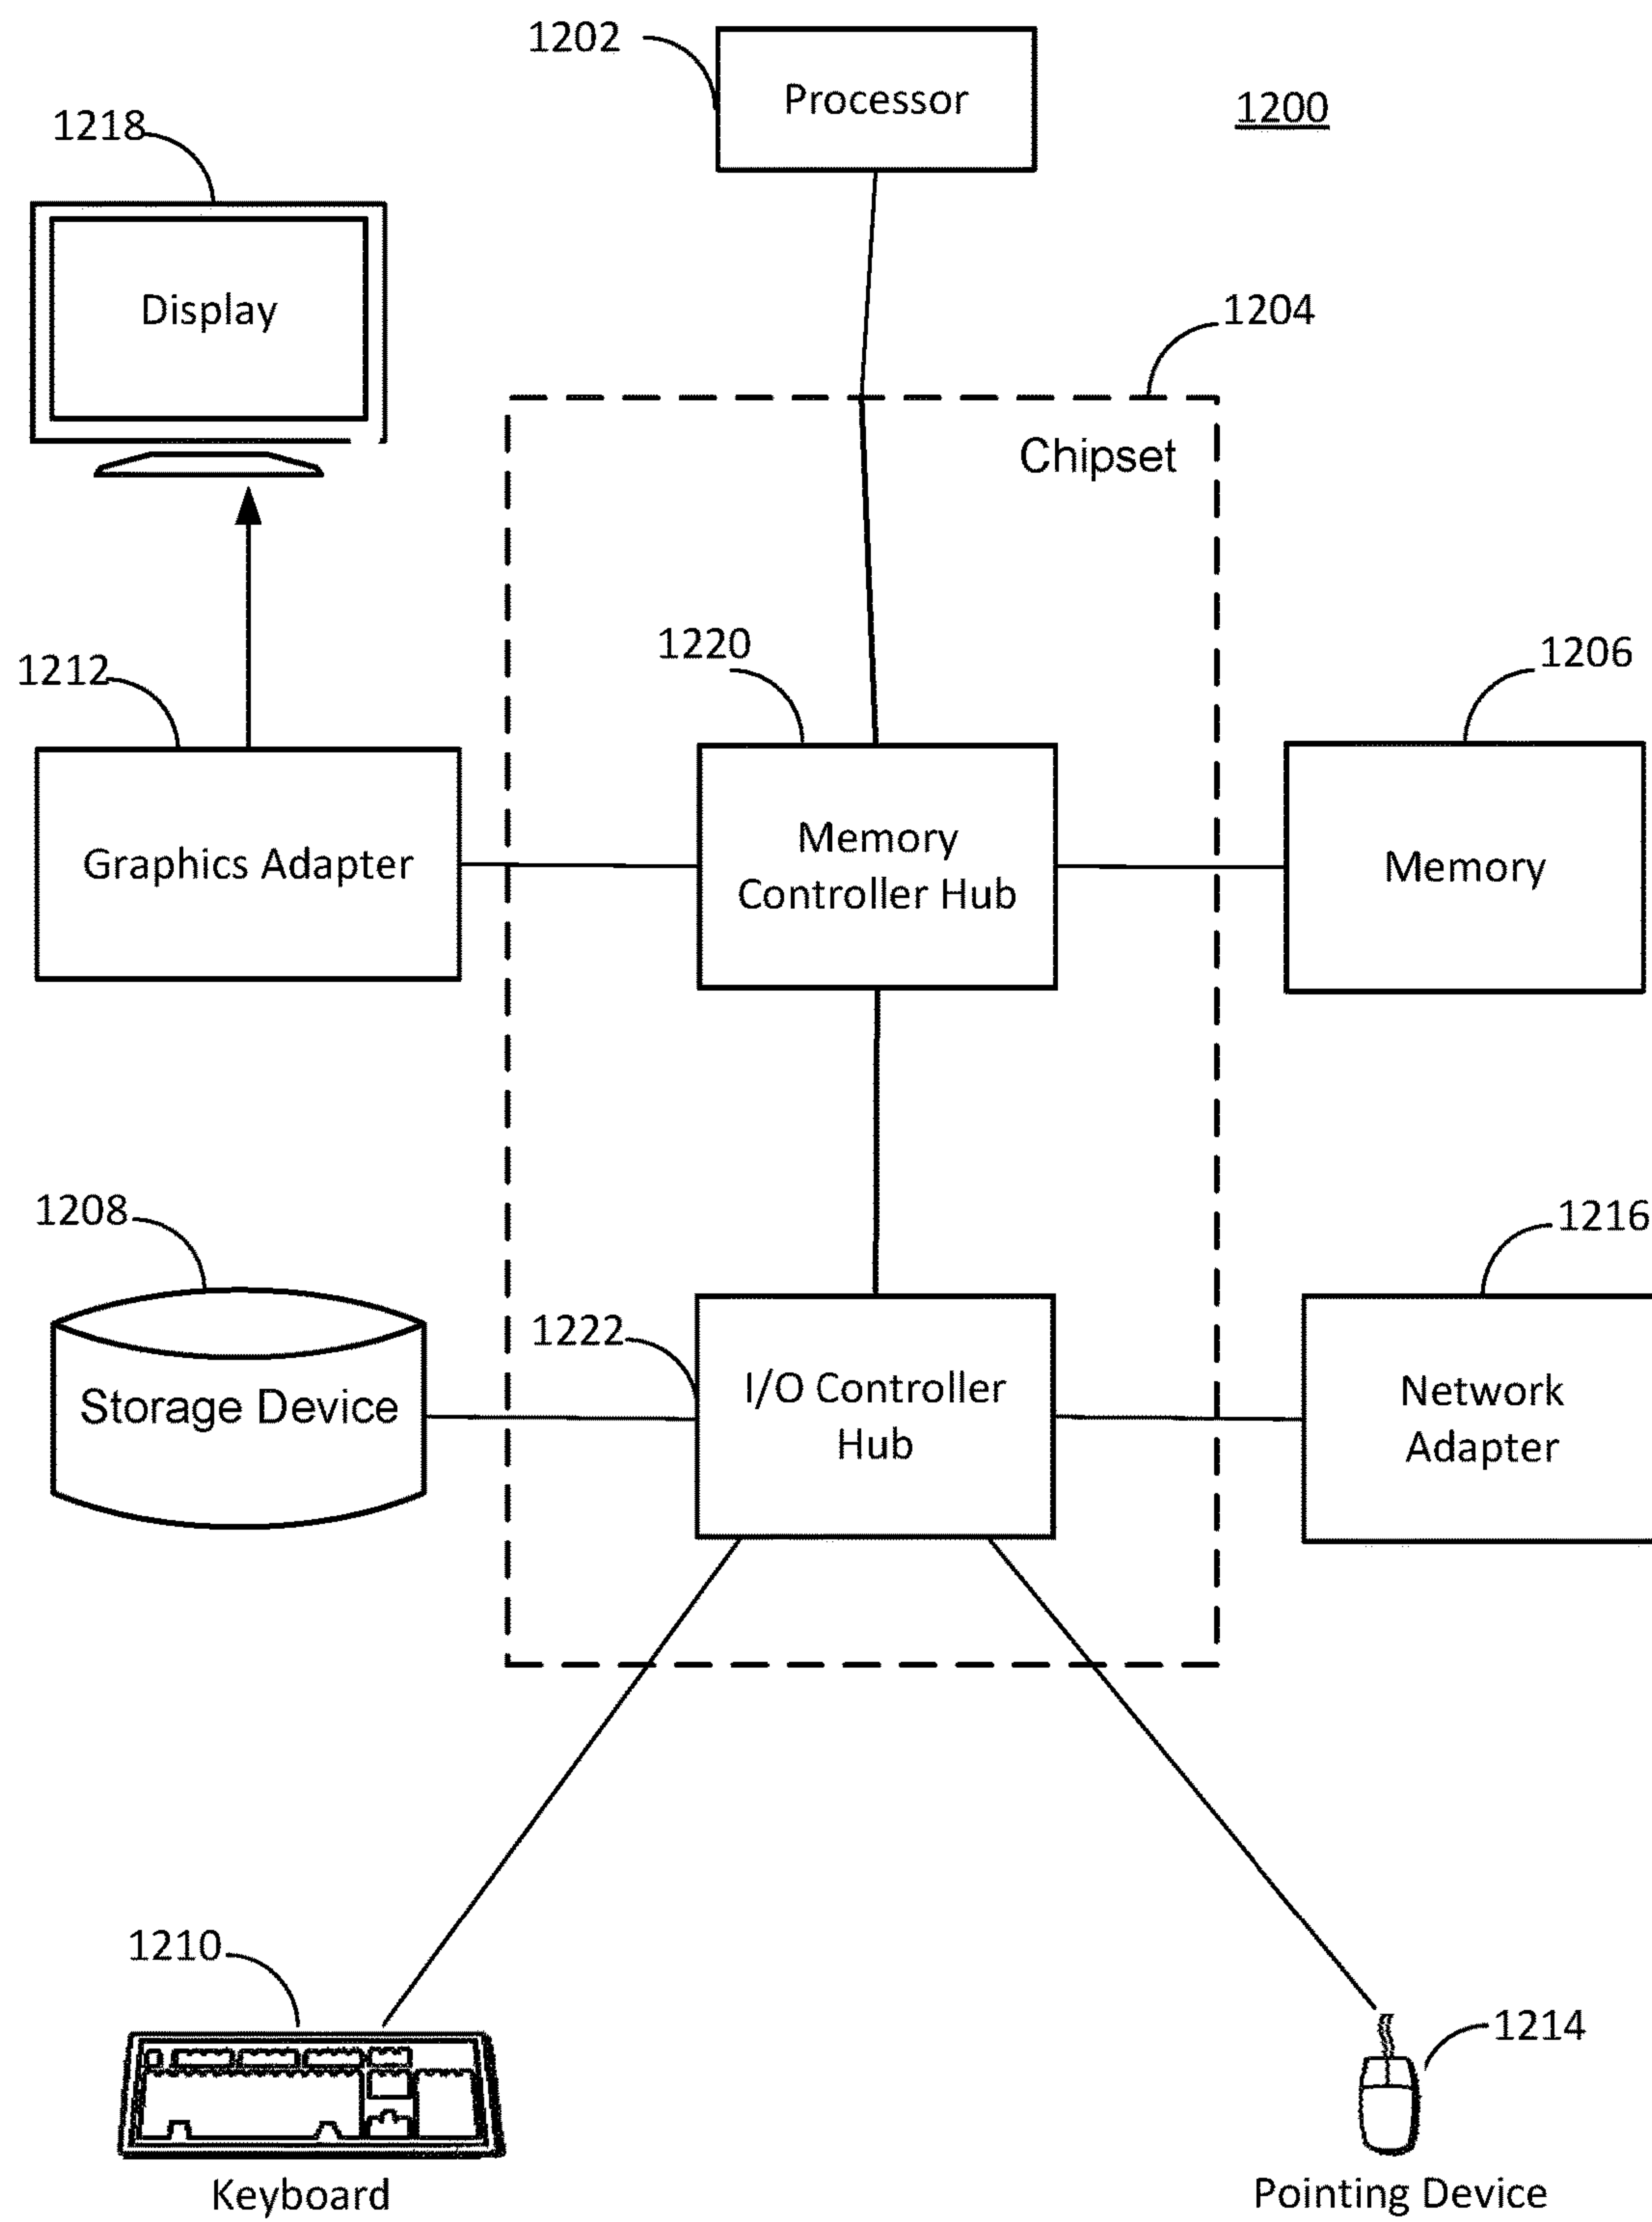 1202
Processor
1200
1218
Display
1204
Chipset
1220
1206
1212
Memory
Controller Hub
Graphics Adapter
Memory
1208
1216
1222
I/O Controller
Hub
Storage Device
Network
Adapter
1210
1214
Keyboard
Pointing Device